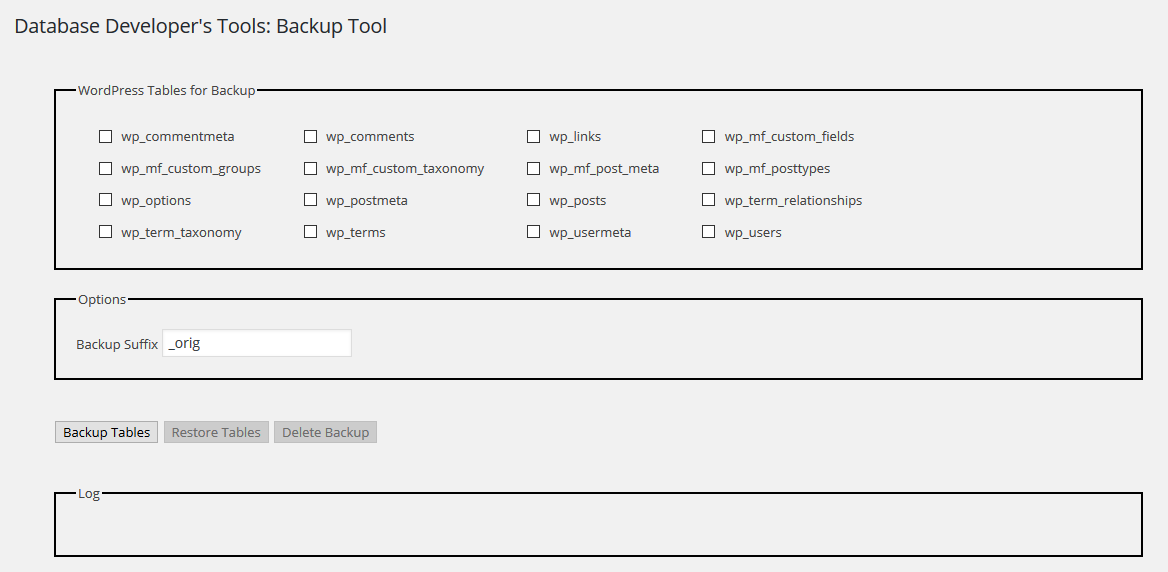 Database Developer's Tools: Backup Tool
WordPress Tables for Backup
wp_commentmeta wp_comments wp_links wp_mf_custom_fields
wp_mf_custom_groups wp_mf_custom_taxonomy wp_mf_post_meta wp_mf_posttypes
wp_options wp_postmeta wp_posts wp_term_relationships
wp_term_taxonomy wp_terms wp_usermeta wp_users
Options
Backup Suffix _orig
Backup Tables Restore Tables Delete Backup
Log